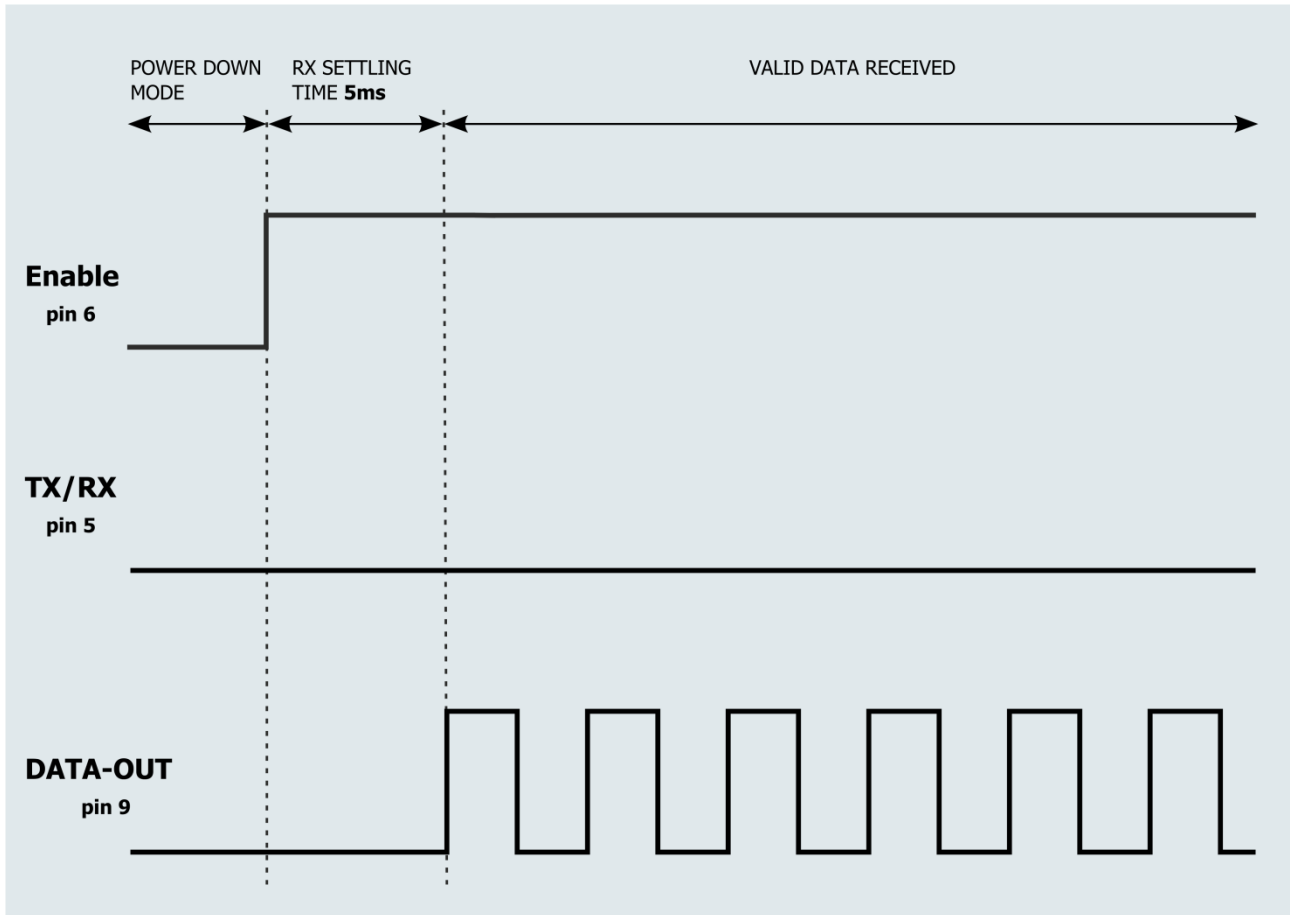 POWER DOWN
MODE
RX SETTLING
TIME 5ms
VALID DATA RECEIVED
Enable
pin 6
TX/RX
pin 5
DATA-OUT
pin 9